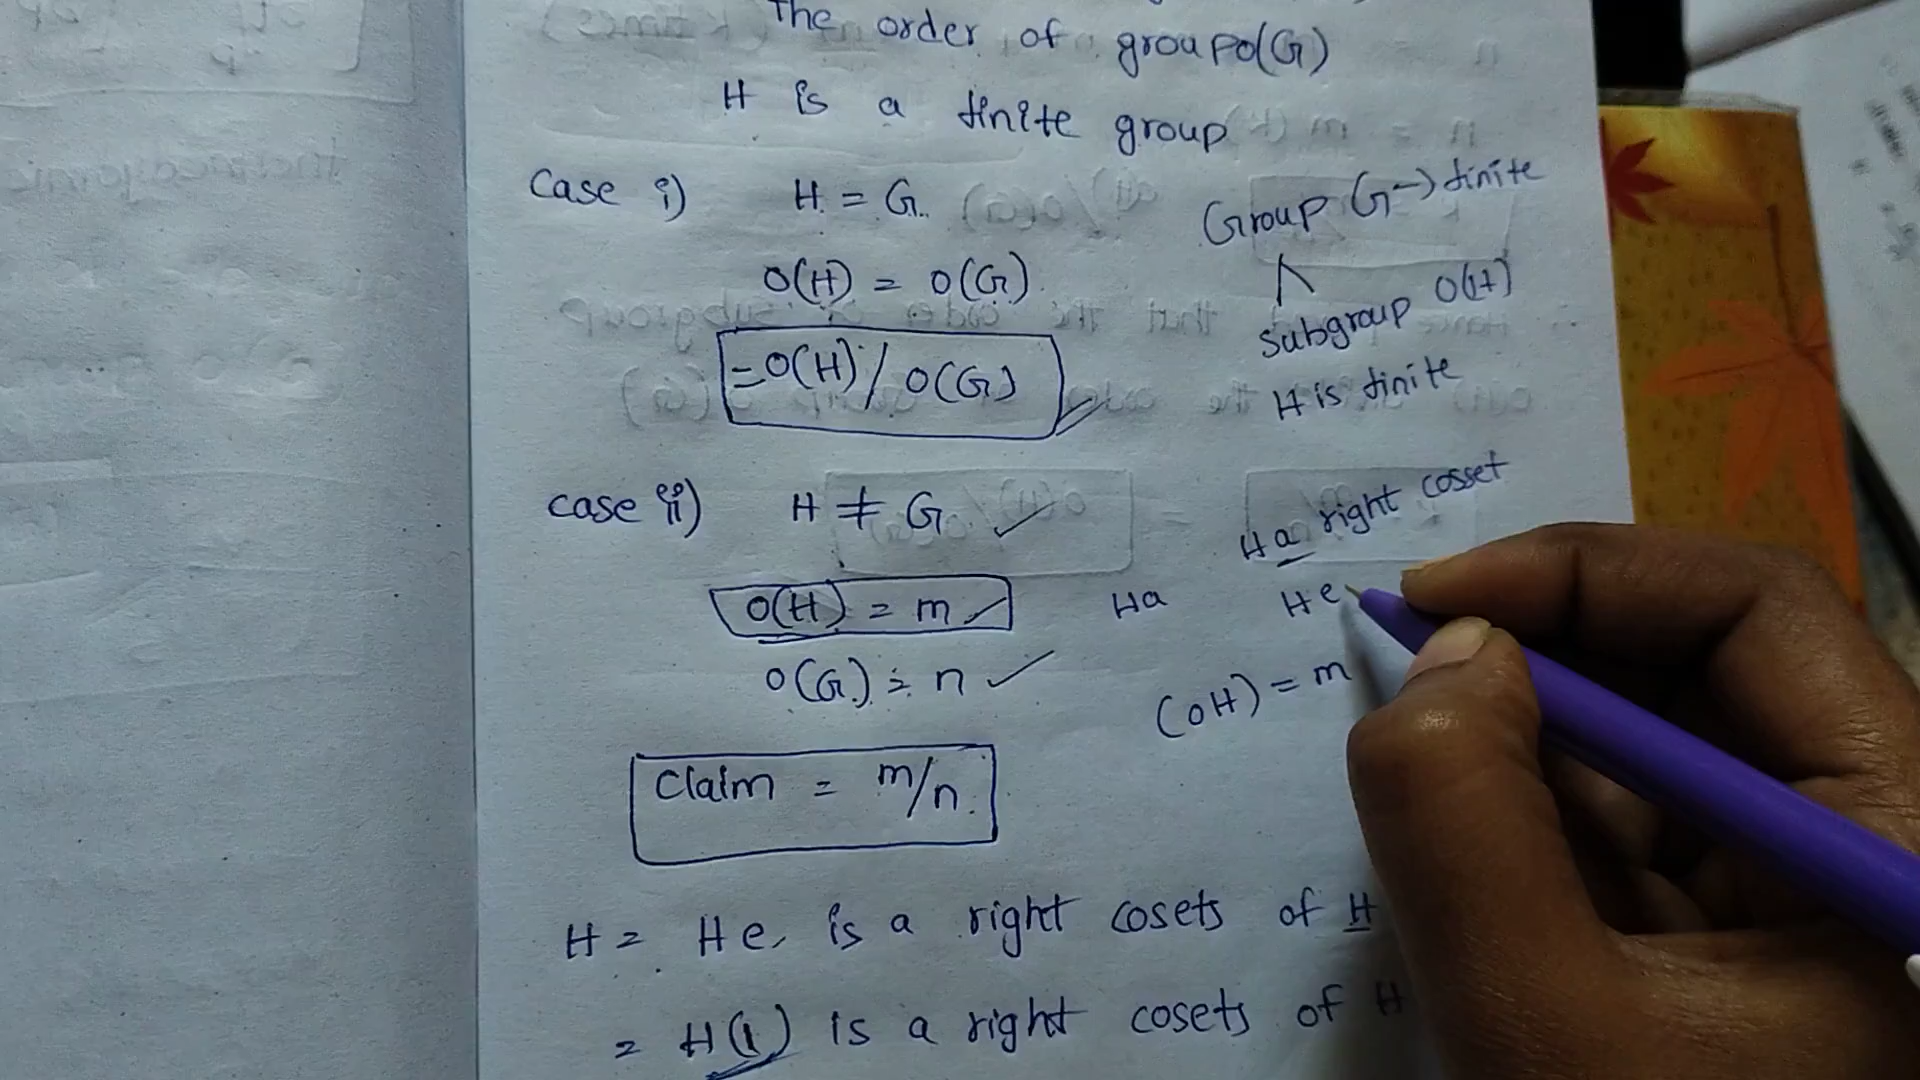 The order of group o(G)
H is a finite group
Case i) H = G
Group G → finite
O(H) = O(G)
subgroup O(H)
= O(H) / O(G)
H is finite
case ii) H ≠ G
Ha right cosset
O(H) = m
Ha
He
O(G) = n
(OH) = m
Claim = m/n
H = He is a right cosets of H
= H(1) is a right cosets of H